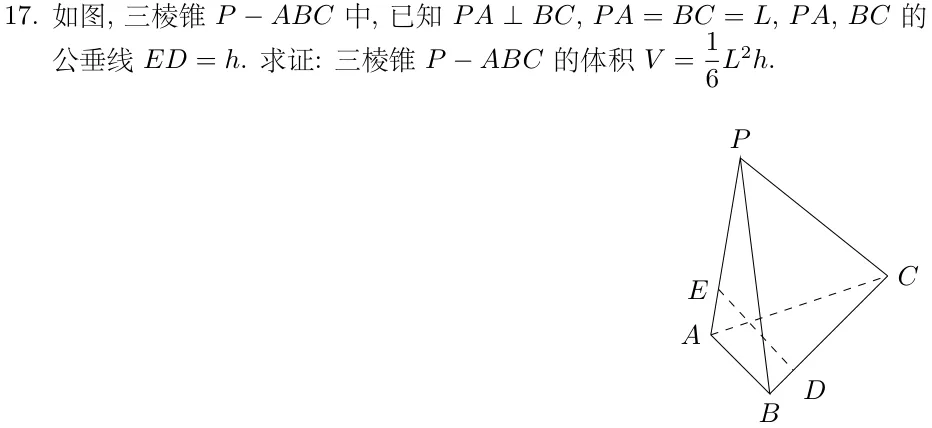 17. 如图, 三棱锥 P − ABC 中, 已知 PA ⊥ BC, PA = BC = L, PA, BC 的
公垂线 ED = h. 求证: 三棱锥 P − ABC 的体积 V = \frac{1}{6}L²h.
P
E
C
A
D
B